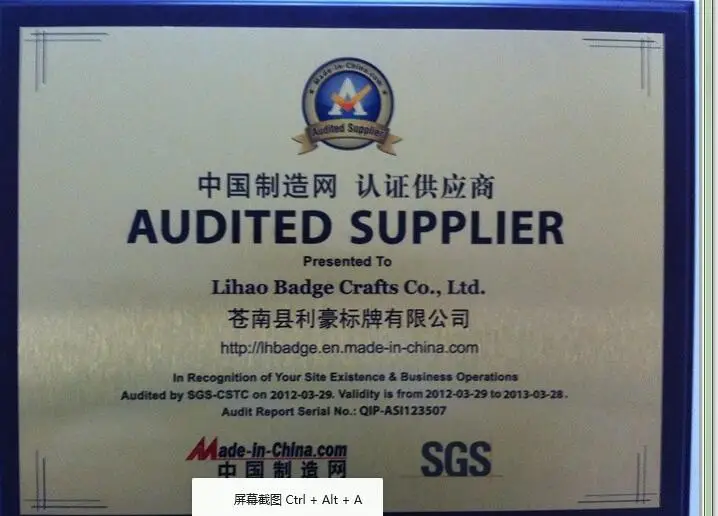 Made-in-China.com
Audited Supplier
中国制造网 认证供应商
AUDITED SUPPLIER
Presented To
Lihao Badge Crafts Co., Ltd.
苍南县利豪标牌有限公司
http://lhbadge.en.made-in-china.com
In Recognition of Your Site Existence & Business Operations
Audited by SGS-CSTC on 2012-03-29. Validity is from 2012-03-29 to 2013-03-28.
Audit Report Serial No.: QIP-ASI123507
Made-in-China.com
中国制造网
SGS
屏幕截图 Ctrl + Alt + A